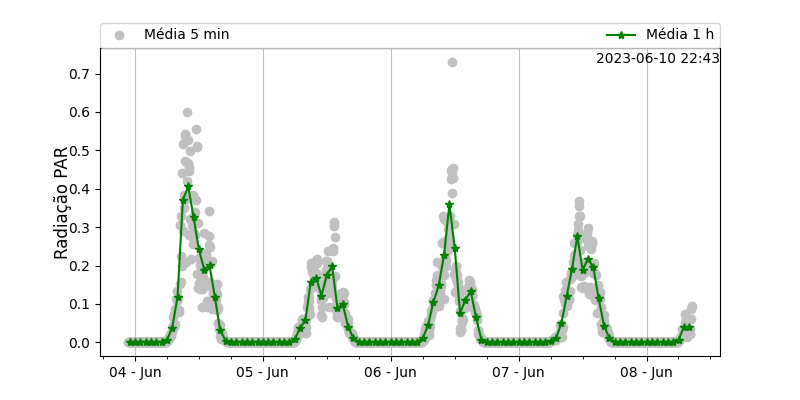 Média 5 min
Média 1 h
2023-06-10 22:43
Radiação PAR
0.7
0.6
0.5
0.4
0.3
0.2
0.1
0.0
04 - Jun
05 - Jun
06 - Jun
07 - Jun
08 - Jun